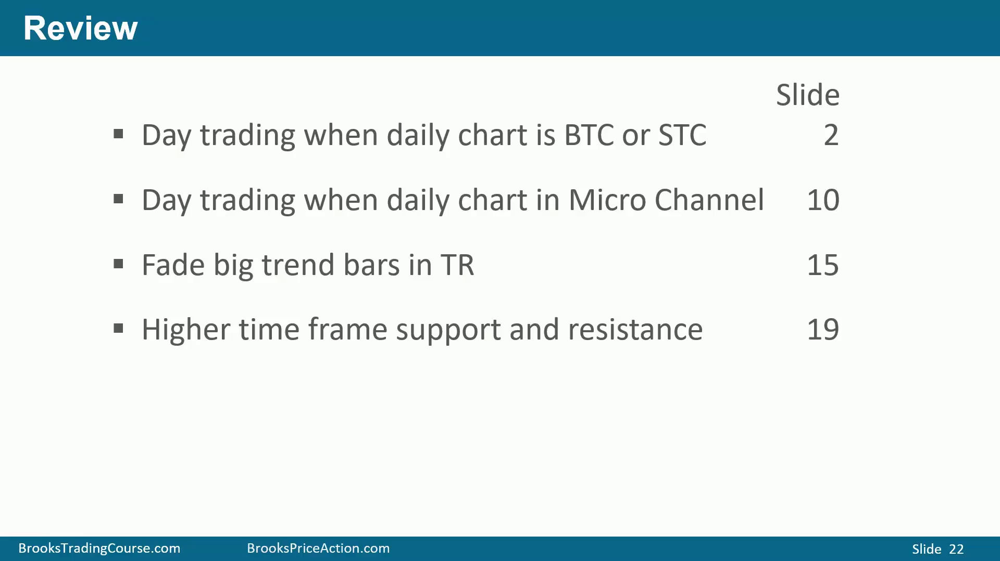 Review
Slide
▪ Day trading when daily chart is BTC or STC 2
▪ Day trading when daily chart in Micro Channel 10
▪ Fade big trend bars in TR 15
▪ Higher time frame support and resistance 19
BrooksTradingCourse.com BrooksPriceAction.com Slide 22